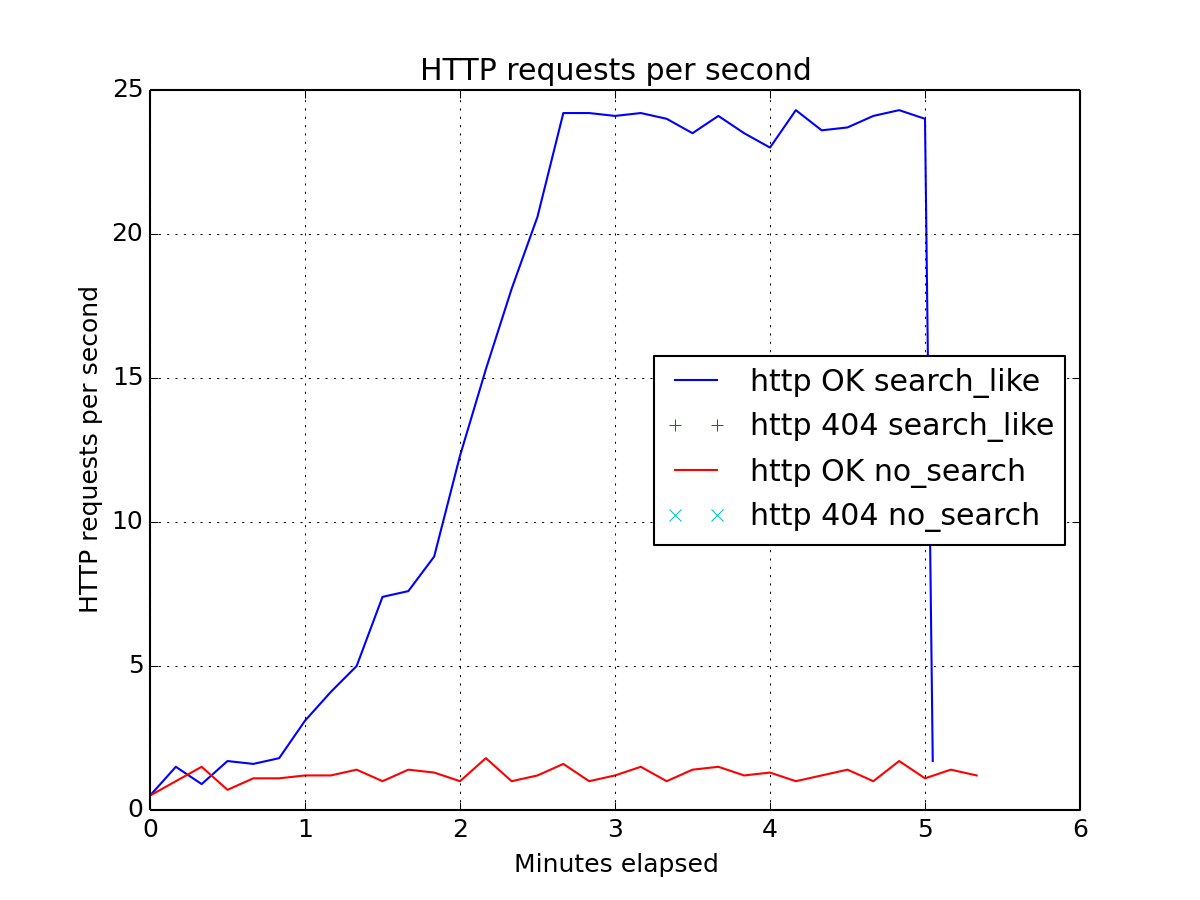 HTTP requests per second
25
20
15
10
5
0
HTTP requests per second
http OK search_like
http 404 search_like
http OK no_search
http 404 no_search
0 1 2 3 4 5 6
Minutes elapsed